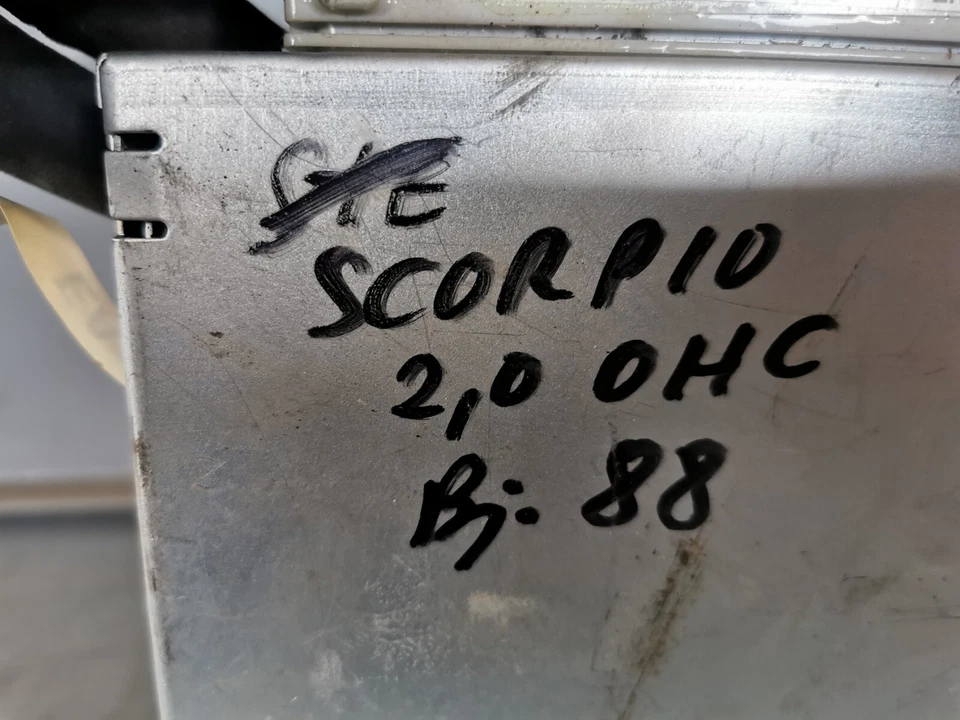 SCORPIO
2,0 OHC
Bj: 88